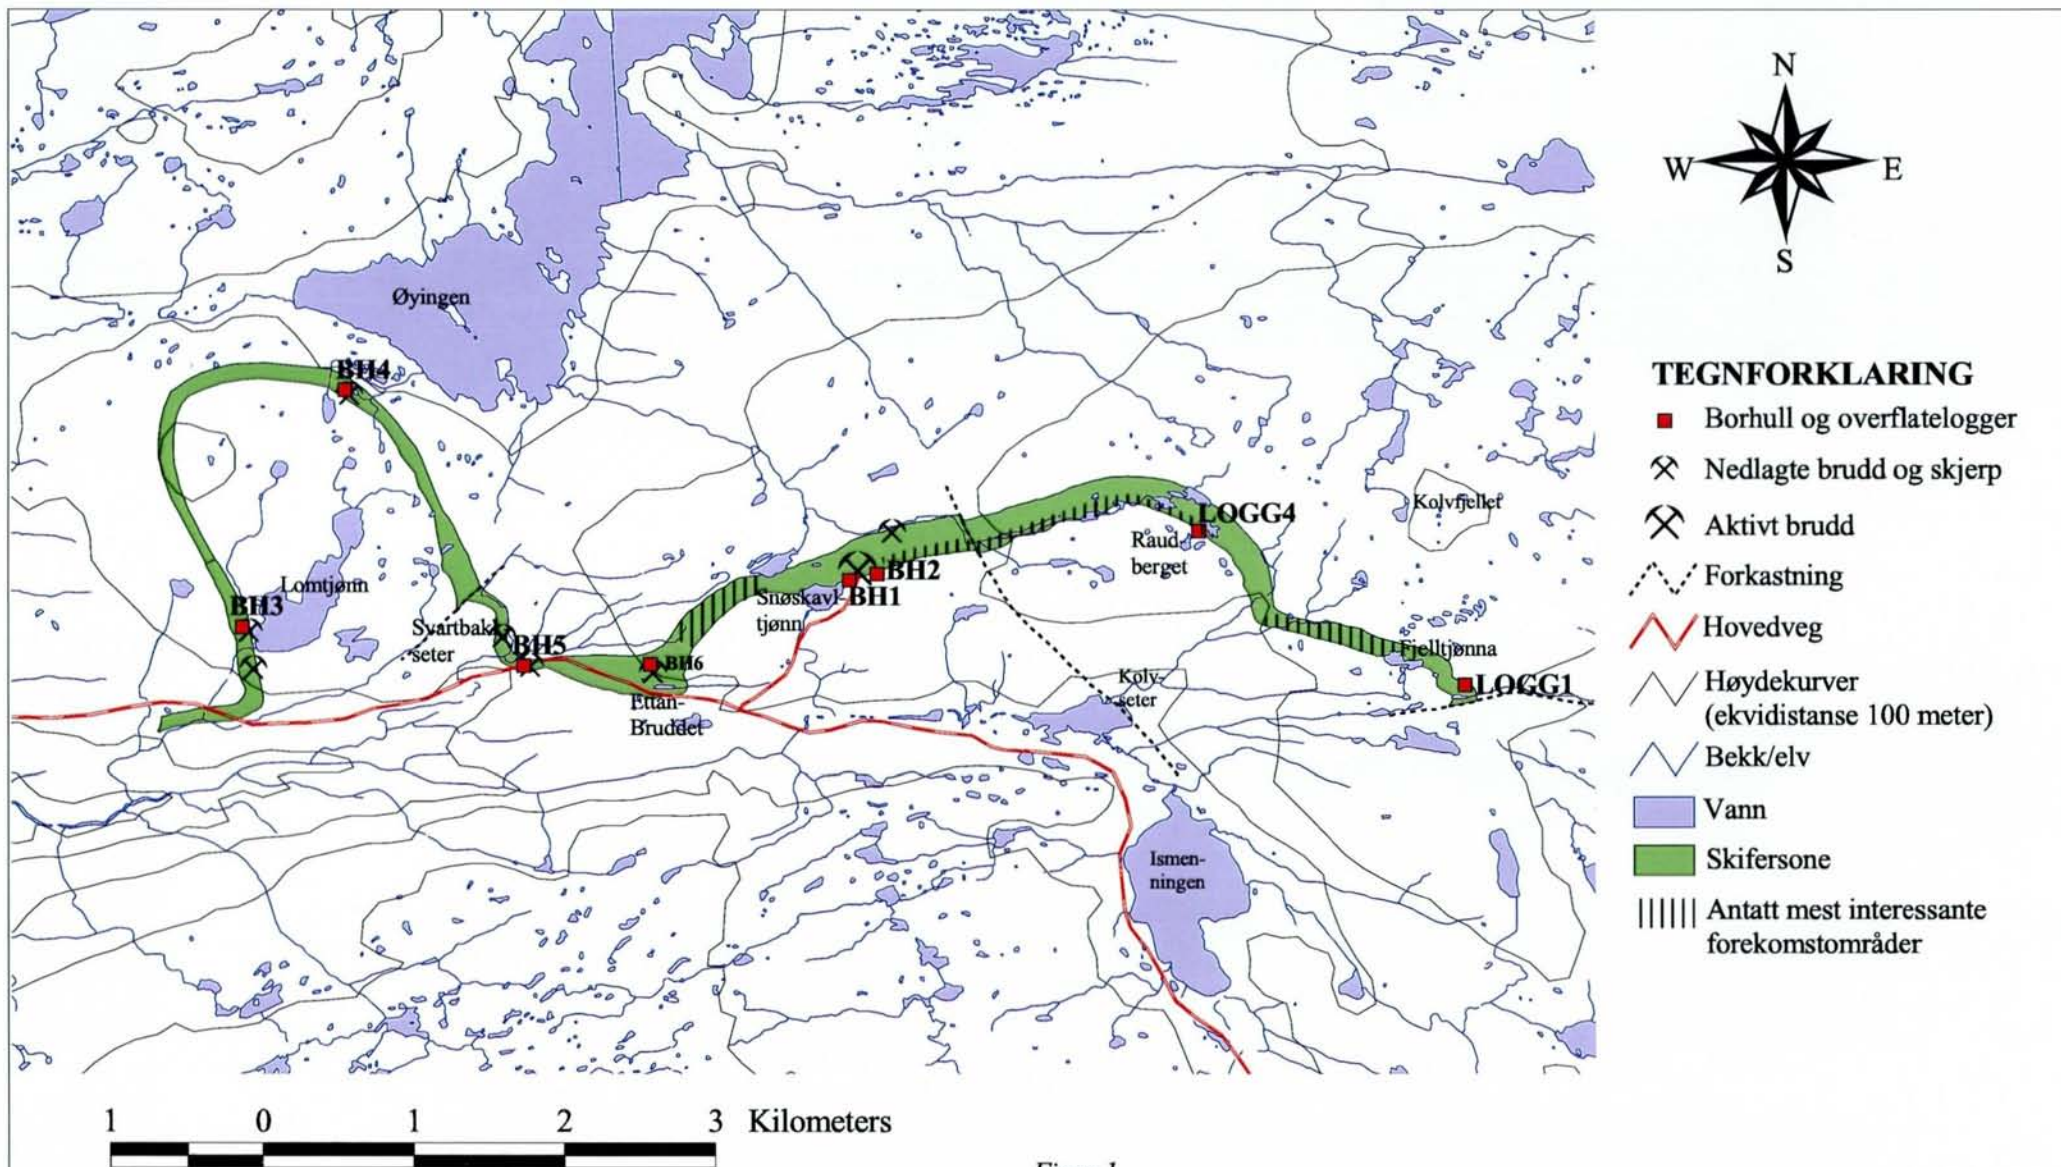 N
W
E
S
Øyingen
BH4
TEGNFORKLARING
Borhull og overflatelogger
Nedlagte brudd og skjerp
Aktivt brudd
Forkastning
Hovedveg
Høydekurver
(ekvidistanse 100 meter)
Bekk/elv
Vann
Skifersone
Antatt mest interessante
forekomstområder
Kolvfjellet
LOGG4
Raud-
berget
BH2
BH1
Snøskavl-
tjønn
Lomtjønn
BH3
Svartbakk-
seter
BH5
BH6
Ettan-
Bruddet
Fjelltjønna
LOGG1
Kolv-
seter
Ismen-
ningen
1 0 1 2 3 Kilometers